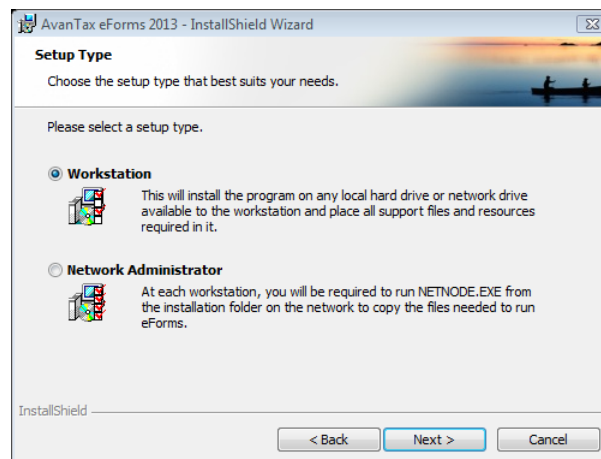 AvanTax eForms 2013 - InstallShield Wizard
Setup Type
Choose the setup type that best suits your needs.
Please select a setup type.
Workstation
This will install the program on any local hard drive or network drive
available to the workstation and place all support files and resources
required in it.
Network Administrator
At each workstation, you will be required to run NETNODE.EXE from
the installation folder on the network to copy the files needed to run
eForms.
InstallShield
< Back
Next >
Cancel